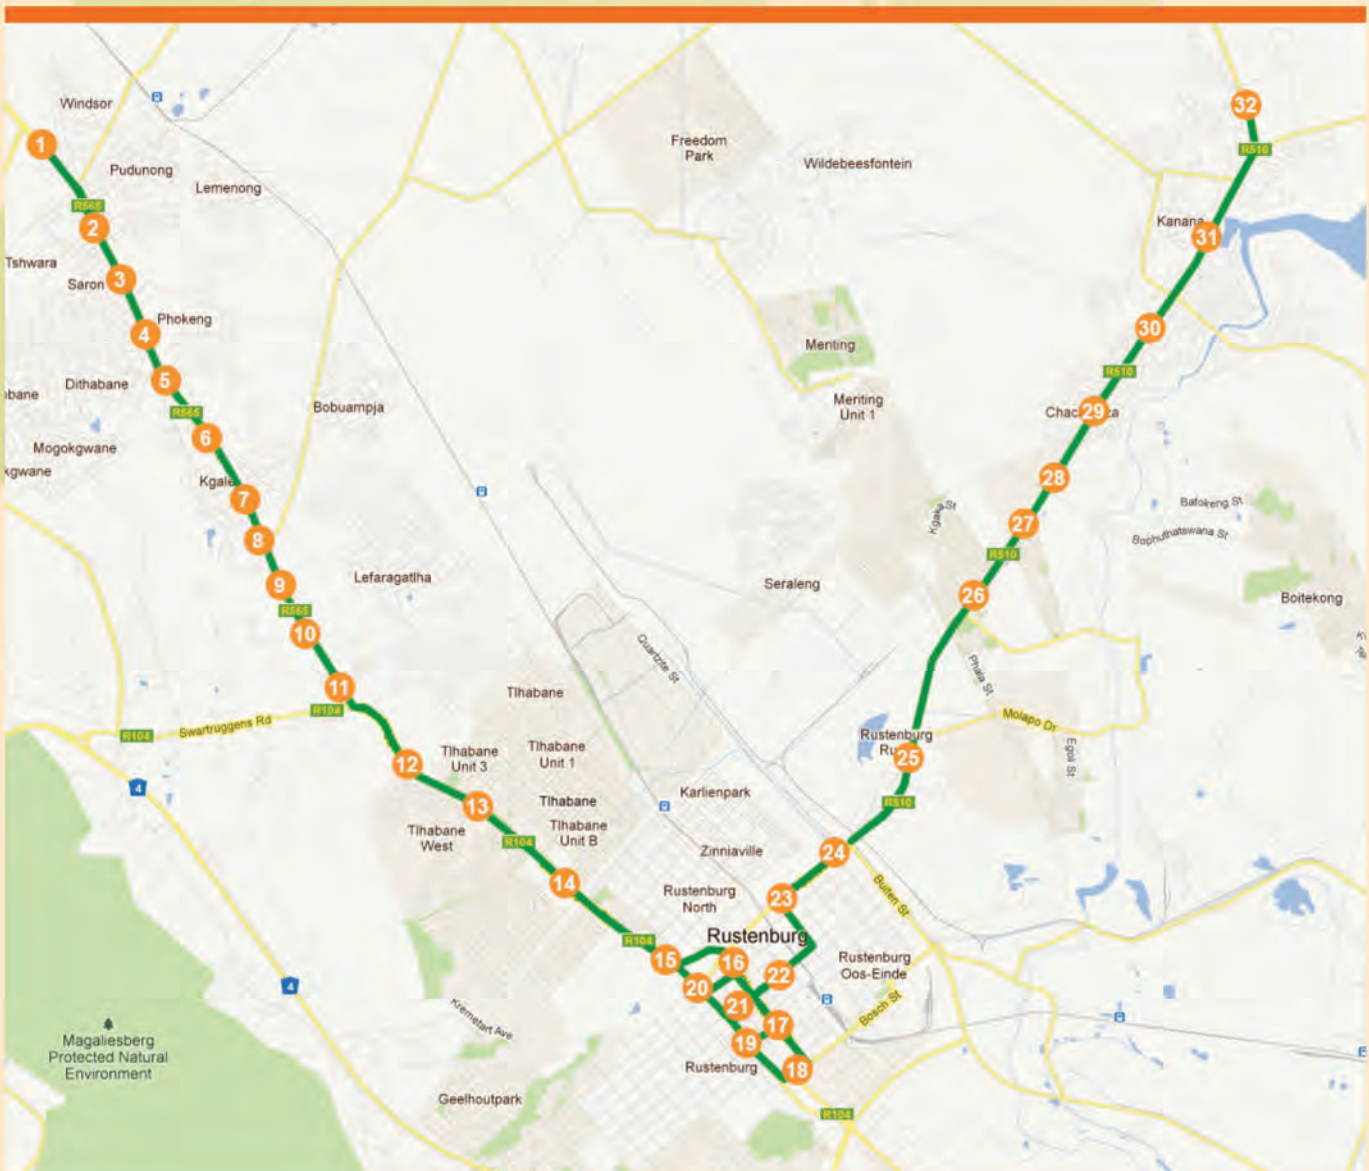 Windsor
32
1
Freedom
Park
R510
Wildebeesfontein
Pudunong
Lemenong
R565
2
Kanana
31
Tshwara
3
Saron
Phokeng
30
4
Meriting
R510
5
Dithabane
Meriting
Unit 1
29
R565
Bobuampja
6
Mogokgwane
28
Kgale
7
Kgaka St
Batokeng St
27
Bophuthatswana St
8
R510
Lefaragatlha
9
Seraleng
26
Boitekong
R565
10
Quartzite St
Phala St
11
Tlhabane
R104
Swartruggens Rd
R104
Molapo Dr
Rustenburg
25
Egoli St
12
Tlhabane
Unit 3
Tlhabane
Unit 1
4
Karlienpark
R510
13
Tlhabane
Tlhabane
West
Tlhabane
Unit B
R104
Zinniaville
24
14
Rustenburg
North
23
Buiten St
R104
Rustenburg
15
16
22
Rustenburg
Oos-Einde
4
20
21
Bosch St
17
Kremetart Ave
19
Magaliesberg
Protected Natural
Environment
Rustenburg
18
Geelhoutpark
R104